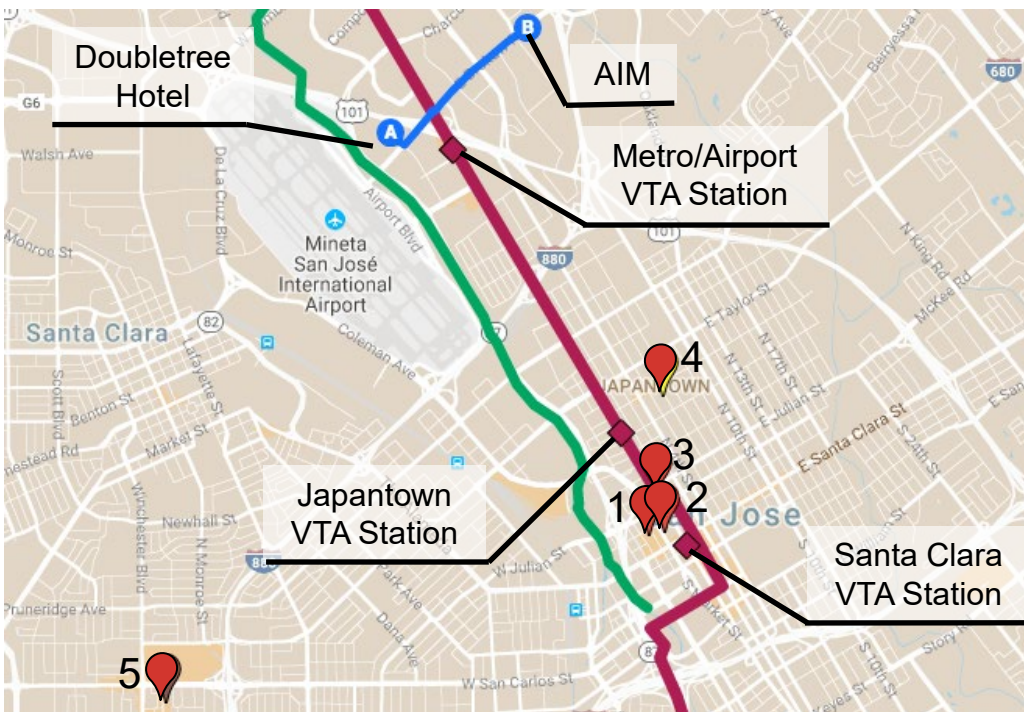 Doubletree
Hotel
B
AIM
680
G6
101
A
Walsh Ave
De La Cruz Blvd
Metro/Airport
VTA Station
Airport Blvd
Mineta
San José
International
Airport
101
880
Monroe St
N King Rd
McKee Rd
E Taylor St
82
Santa Clara
Coleman Ave
Lafayette St
4
JAPANTOWN
N 17th St
N 13th St
E Julian St
N 10th St
Scott Blvd
Benton St
Market St
E Santa Clara St
S 24th St
Homestead Rd
3
Japantown
VTA Station
1
2
San Jose
Winchester Blvd
Newhall St
N Monroe St
880
Park Ave
W Julian St
Santa Clara
VTA Station
Pruneridge Ave
Dana Ave
S Market St
Story Rd
87
5
W San Carlos St
S 10th St
Keyes St